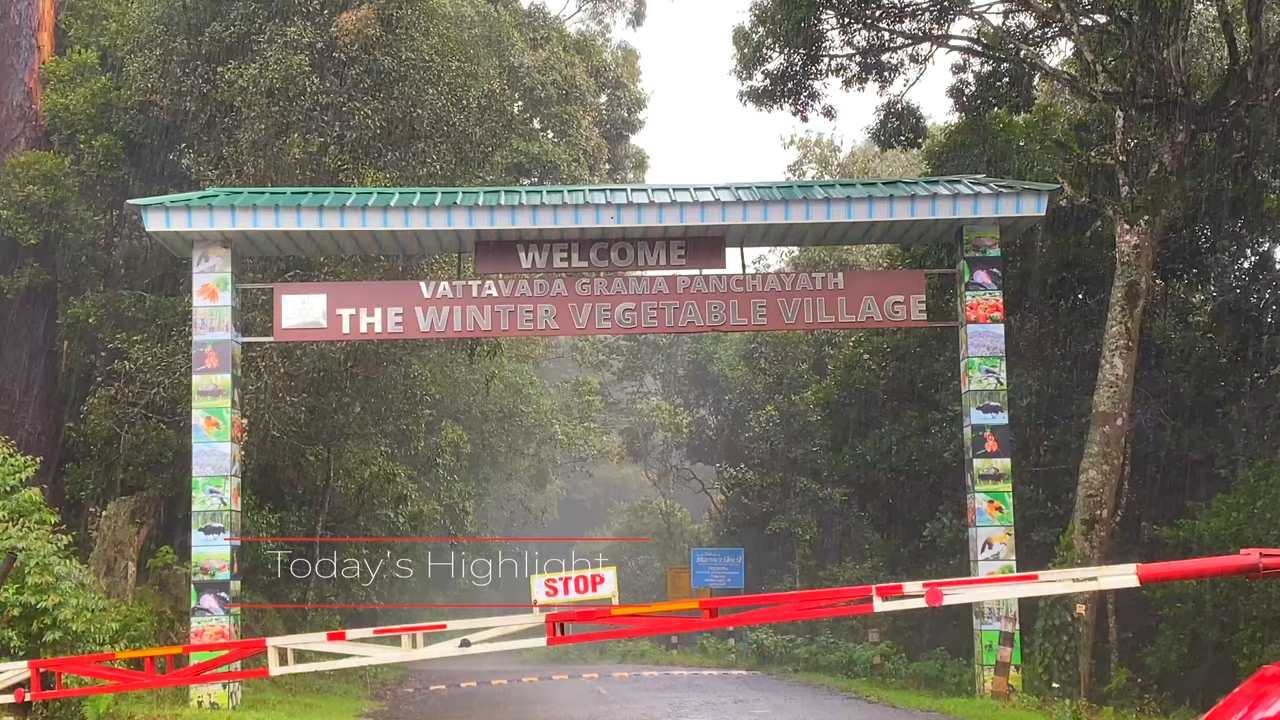 WELCOME
VATTAVADA GRAMA PANCHAYATH
THE WINTER VEGETABLE VILLAGE
Today's Highlight
STOP